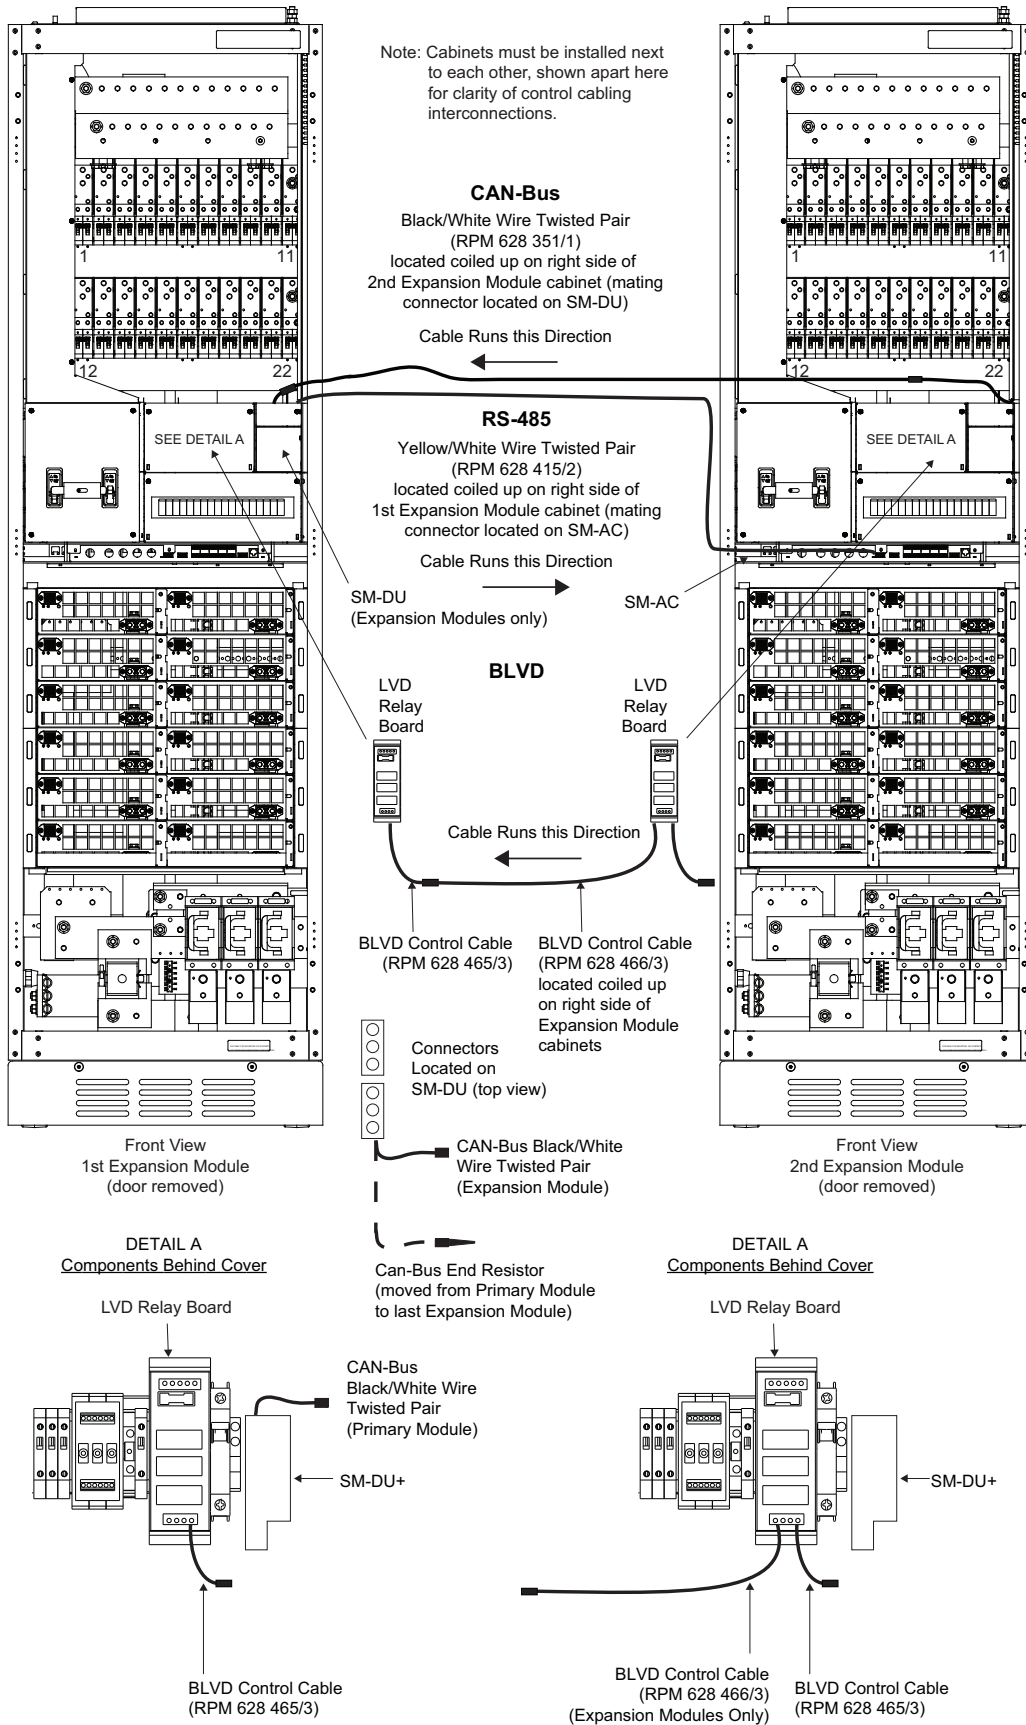 Note: Cabinets must be installed next
to each other, shown apart here
for clarity of control cabling
interconnections.
CAN-Bus
Black/White Wire Twisted Pair
(RPM 628 351/1)
located coiled up on right side of
2nd Expansion Module cabinet (mating
connector located on SM-DU)
Cable Runs this Direction
1
11
12
22
1
11
12
22
RS-485
Yellow/White Wire Twisted Pair
(RPM 628 415/2)
located coiled up on right side of
1st Expansion Module cabinet (mating
connector located on SM-AC)
Cable Runs this Direction
SEE DETAIL A
SEE DETAIL A
SM-DU
(Expansion Modules only)
SM-AC
BLVD
LVD
Relay
Board
LVD
Relay
Board
Cable Runs this Direction
BLVD Control Cable
(RPM 628 465/3)
BLVD Control Cable
(RPM 628 466/3)
located coiled up
on right side of
Expansion Module
cabinets
Connectors
Located on
SM-DU (top view)
CAN-Bus Black/White
Wire Twisted Pair
(Expansion Module)
Can-Bus End Resistor
(moved from Primary Module
to last Expansion Module)
Front View
1st Expansion Module
(door removed)
Front View
2nd Expansion Module
(door removed)
DETAIL A
Components Behind Cover
LVD Relay Board
CAN-Bus
Black/White Wire
Twisted Pair
(Primary Module)
SM-DU+
BLVD Control Cable
(RPM 628 465/3)
DETAIL A
Components Behind Cover
LVD Relay Board
SM-DU+
BLVD Control Cable
(RPM 628 466/3)
(Expansion Modules Only)
BLVD Control Cable
(RPM 628 465/3)